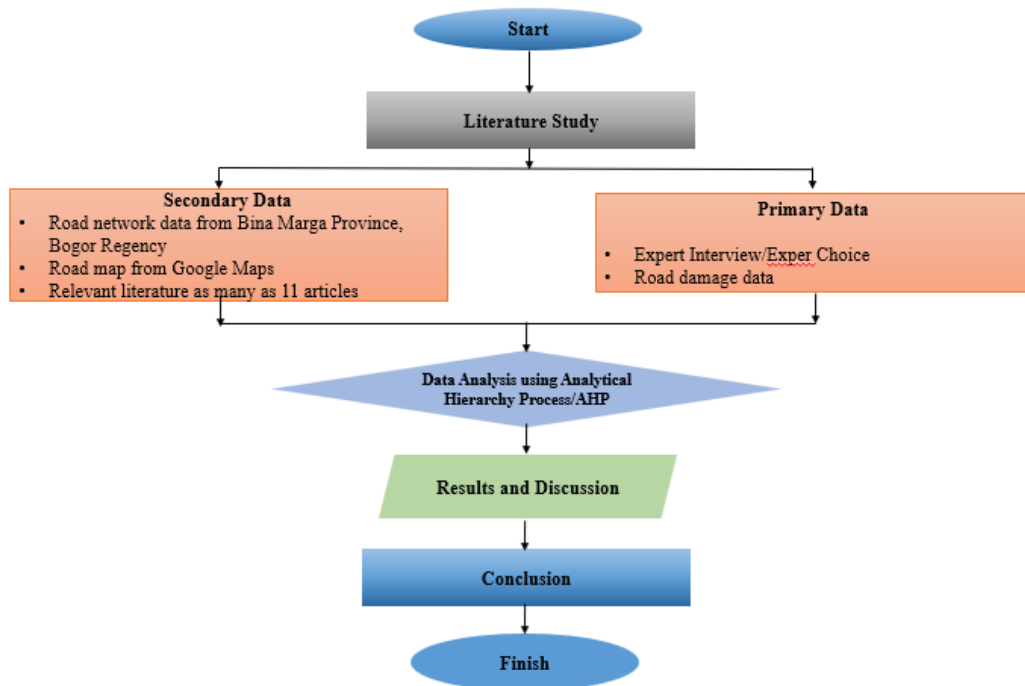 Start
Literature Study
Secondary Data
• Road network data from Bina Marga Province,
Bogor Regency
• Road map from Google Maps
• Relevant literature as many as 11 articles
Primary Data
• Expert Interview/Exper Choice
• Road damage data
Data Analysis using Analytical
Hierarchy Process/AHP
Results and Discussion
Conclusion
Finish